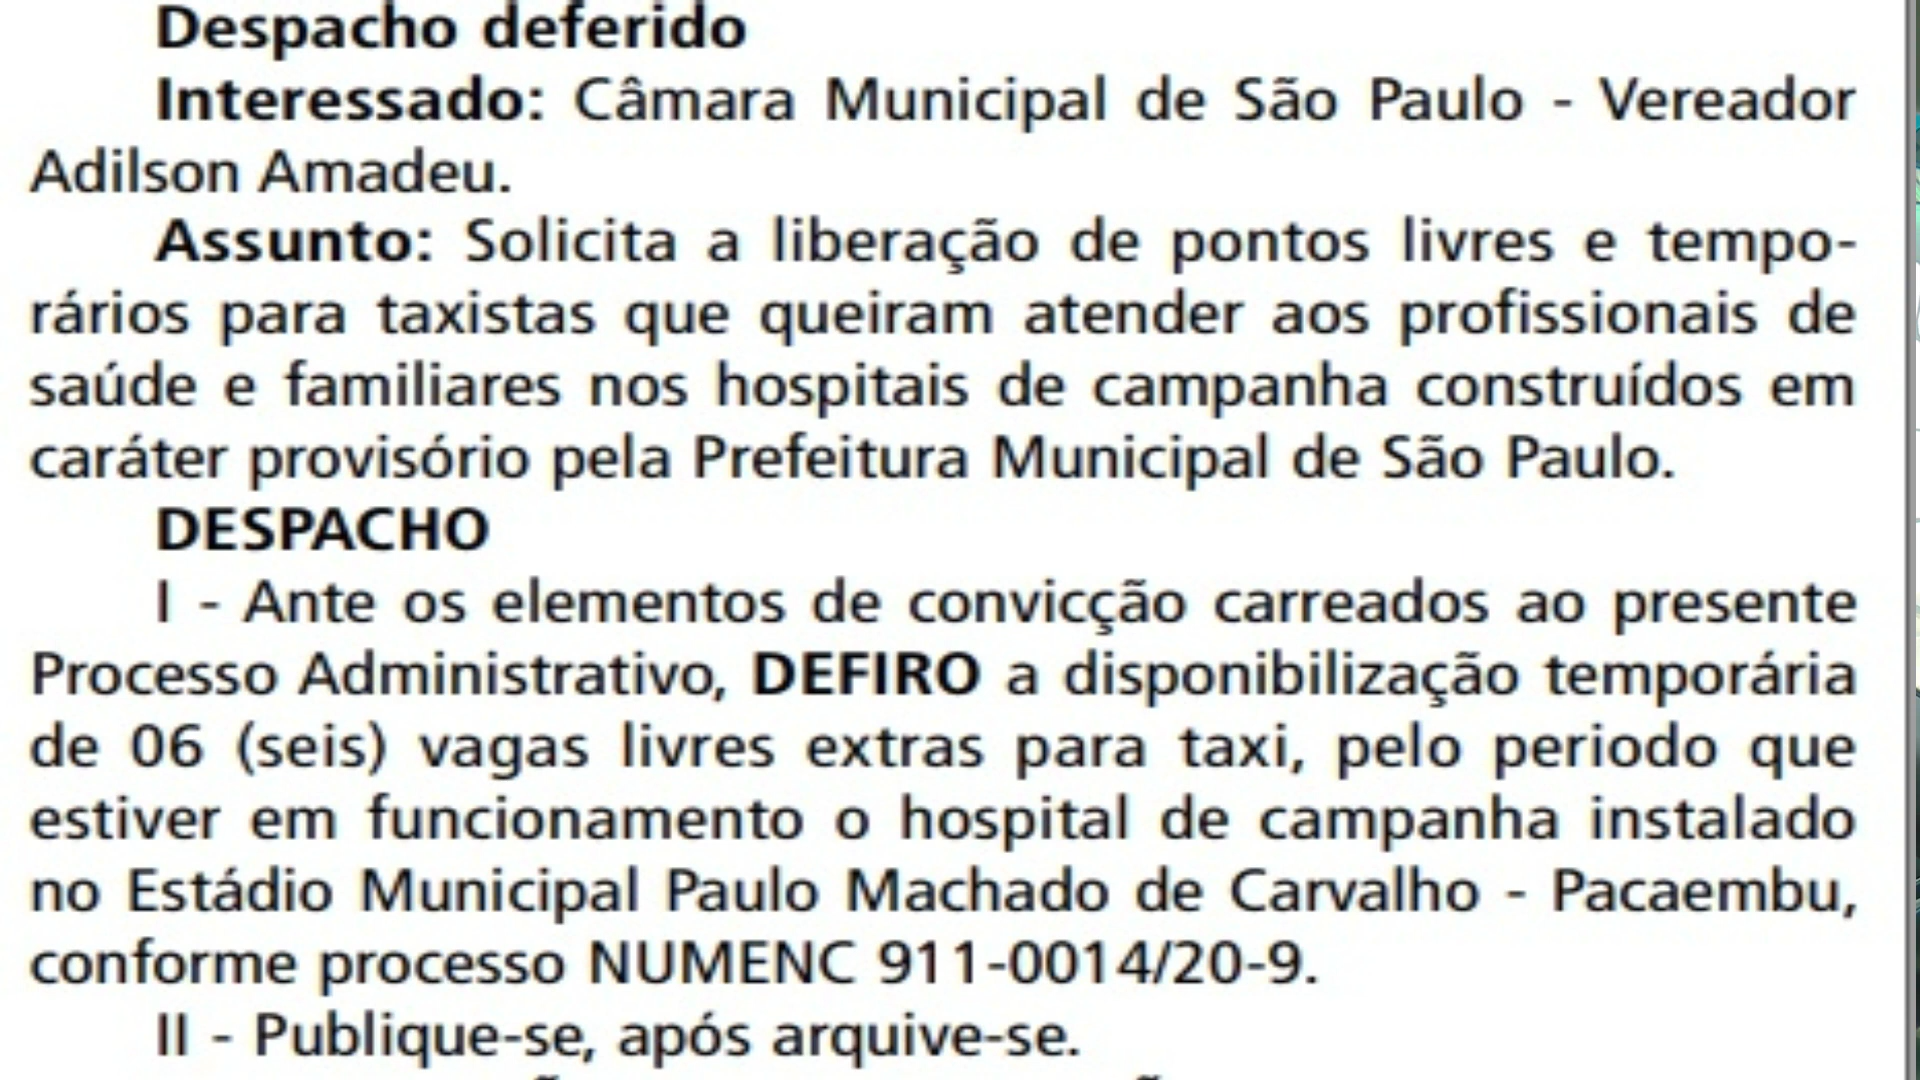 Despacho deferido
Interessado: Câmara Municipal de São Paulo - Vereador
Adilson Amadeu.
Assunto: Solicita a liberação de pontos livres e tempo-
rários para taxistas que queiram atender aos profissionais de
saúde e familiares nos hospitais de campanha construídos em
caráter provisório pela Prefeitura Municipal de São Paulo.
DESPACHO
I - Ante os elementos de convicção carreados ao presente
Processo Administrativo, DEFIRO a disponibilização temporária
de 06 (seis) vagas livres extras para taxi, pelo periodo que
estiver em funcionamento o hospital de campanha instalado
no Estádio Municipal Paulo Machado de Carvalho - Pacaembu,
conforme processo NUMENC 911-0014/20-9.
II - Publique-se, após arquive-se.